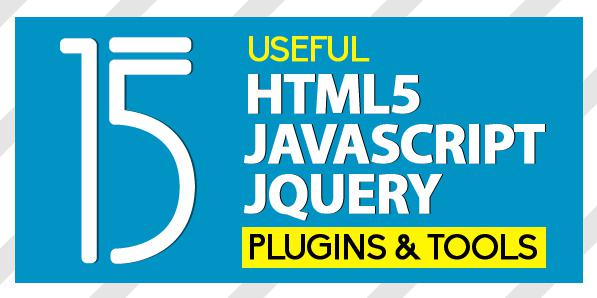 15
USEFUL
HTML5
JAVASCRIPT
JQUERY
PLUGINS & TOOLS